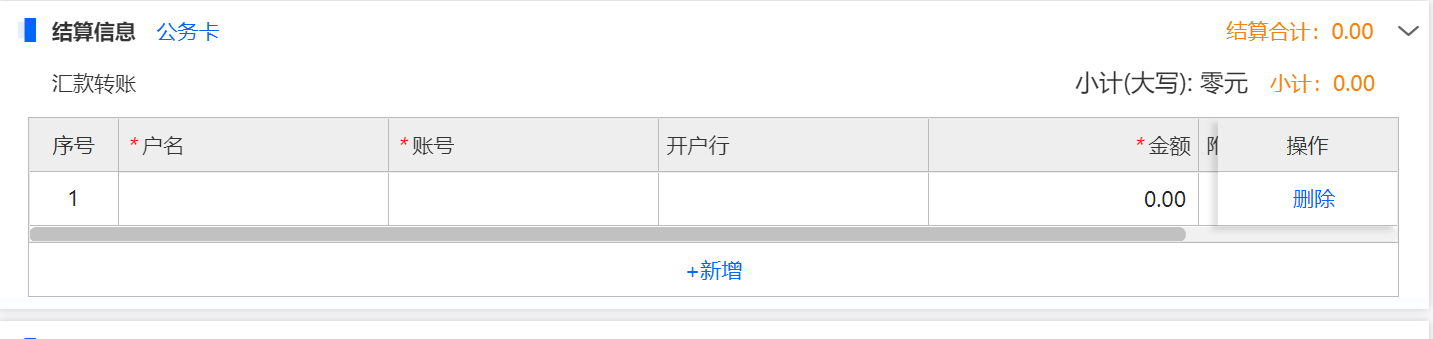 结算信息 公务卡 结算合计：0.00
汇款转账 小计(大写): 零元 小计：0.00
序号 *户名 *账号 开户行 *金额 操作
1 0.00 删除
+新增